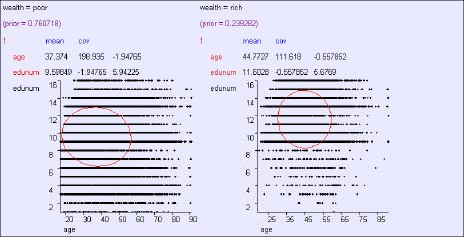 wealth = poor
(prior = 0.760718)
1 mean cov
age 37.374 198.935 -1.94765
edunum 9.59849 -1.94765 5.94225
edunum 16
14
12
10
8
6
4
2
20 30 40 50 60 70 80 90
age
wealth = rich
(prior = 0.239282)
1 mean cov
age 44.7727 111.618 -0.557852
edunum 11.6028 -0.557852 5.6769
edunum 16
14
12
10
8
6
4
2
25 35 45 55 65 75 85 95
age